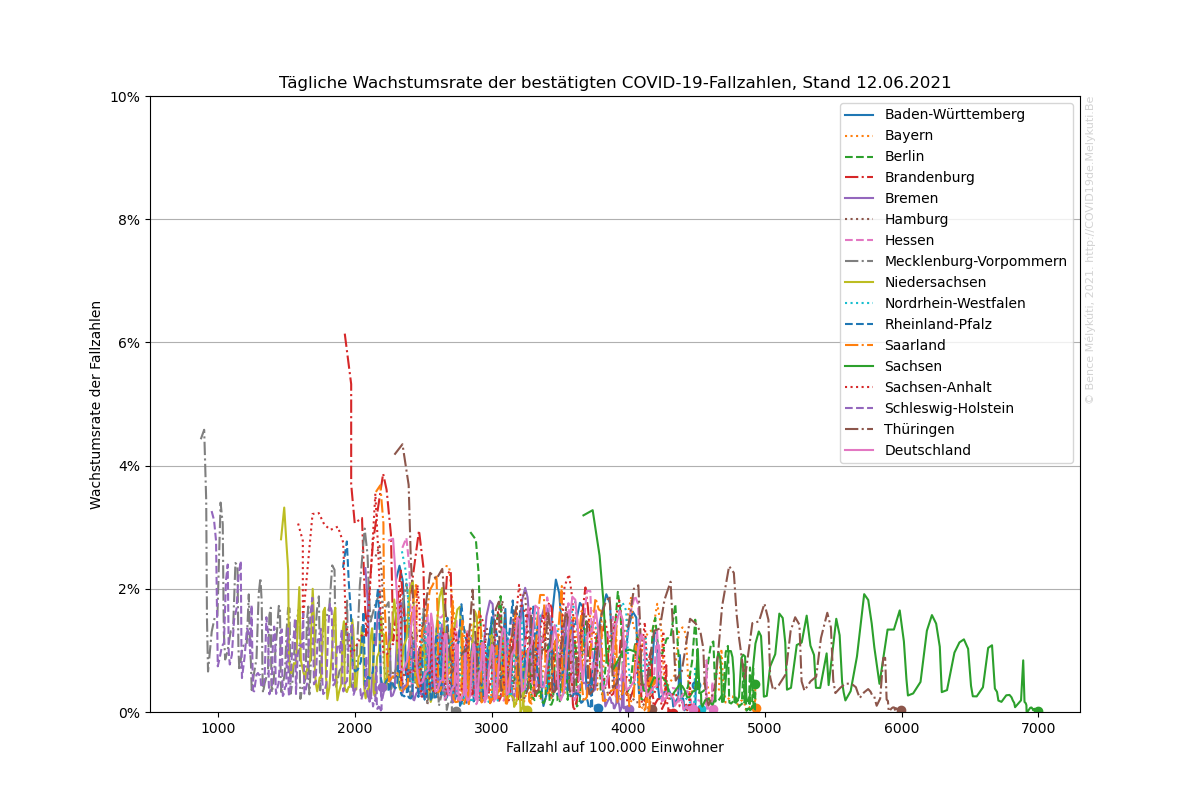 Tägliche Wachstumsrate der bestätigten COVID-19-Fallzahlen, Stand 12.06.2021
10%
8%
6%
4%
2%
0%
Wachstumsrate der Fallzahlen
Baden-Württemberg
Bayern
Berlin
Brandenburg
Bremen
Hamburg
Hessen
Mecklenburg-Vorpommern
Niedersachsen
Nordrhein-Westfalen
Rheinland-Pfalz
Saarland
Sachsen
Sachsen-Anhalt
Schleswig-Holstein
Thüringen
Deutschland
© Bence Mélykúti, 2021. http://COVID19de.Melykuti.Be
1000 2000 3000 4000 5000 6000 7000
Fallzahl auf 100.000 Einwohner